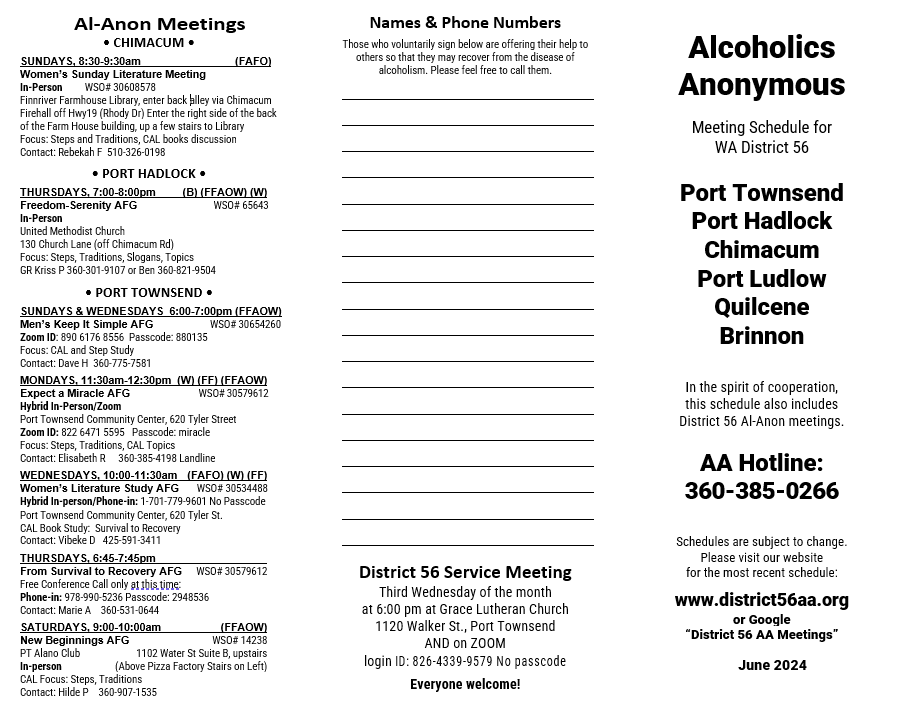 Al-Anon Meetings
• CHIMACUM •
SUNDAYS, 8:30-9:30am (FAFO)
Women's Sunday Literature Meeting
In-Person WSO# 30608578
Finnriver Farmhouse Library, enter back alley via Chimacum
Firehall off Hwy19 (Rhody Dr) Enter the right side of the back
of the Farm House building, up a few stairs to Library
Focus: Steps and Traditions, CAL books discussion
Contact: Rebekah F 510-326-0198
• PORT HADLOCK •
THURSDAYS, 7:00-8:00pm (B) (FFAOW) (W)
Freedom-Serenity AFG WSO# 65643
In-Person
United Methodist Church
130 Church Lane (off Chimacum Rd)
Focus: Steps, Traditions, Slogans, Topics
GR Kriss P 360-301-9107 or Ben 360-821-9504
• PORT TOWNSEND •
SUNDAYS & WEDNESDAYS 6:00-7:00pm (FFAOW)
Men's Keep It Simple AFG WSO# 30654260
Zoom ID: 890 6176 8556 Passcode: 880135
Focus: CAL and Step Study
Contact: Dave H 360-775-7581
MONDAYS, 11:30am-12:30pm (W) (FF) (FFAOW)
Expect a Miracle AFG WSO# 30579612
Hybrid In-Person/Zoom
Port Townsend Community Center, 620 Tyler Street
Zoom ID: 822 6471 5595 Passcode: miracle
Focus: Steps, Traditions, CAL Topics
Contact: Elisabeth R 360-385-4198 Landline
WEDNESDAYS, 10:00-11:30am (FAFO) (W) (FF)
Women's Literature Study AFG WSO# 30534488
Hybrid In-person/Phone-in: 1-701-779-9601 No Passcode
Port Townsend Community Center, 620 Tyler St.
CAL Book Study: Survival to Recovery
Contact: Vibeke D 425-591-3411
THURSDAYS, 6:45-7:45pm
From Survival to Recovery AFG WSO# 30579612
Free Conference Call only at this time:
Phone-in: 978-990-5236 Passcode: 2948536
Contact: Marie A 360-531-0644
SATURDAYS, 9:00-10:00am (FFAOW)
New Beginnings AFG WSO# 14238
PT Alano Club 1102 Water St Suite B, upstairs
In-person (Above Pizza Factory Stairs on Left)
CAL Focus: Steps, Traditions
Contact: Hilde P 360-907-1535
Names & Phone Numbers
Those who voluntarily sign below are offering their help to
others so that they may recover from the disease of
alcoholism. Please feel free to call them.
District 56 Service Meeting
Third Wednesday of the month
at 6:00 pm at Grace Lutheran Church
1120 Walker St., Port Townsend
AND on ZOOM
login ID: 826-4339-9579 No passcode
Everyone welcome!
Alcoholics
Anonymous
Meeting Schedule for
WA District 56
Port Townsend
Port Hadlock
Chimacum
Port Ludlow
Quilcene
Brinnon
In the spirit of cooperation,
this schedule also includes
District 56 Al-Anon meetings.
AA Hotline:
360-385-0266
Schedules are subject to change.
Please visit our website
for the most recent schedule:
www.district56aa.org
or Google
"District 56 AA Meetings"
June 2024